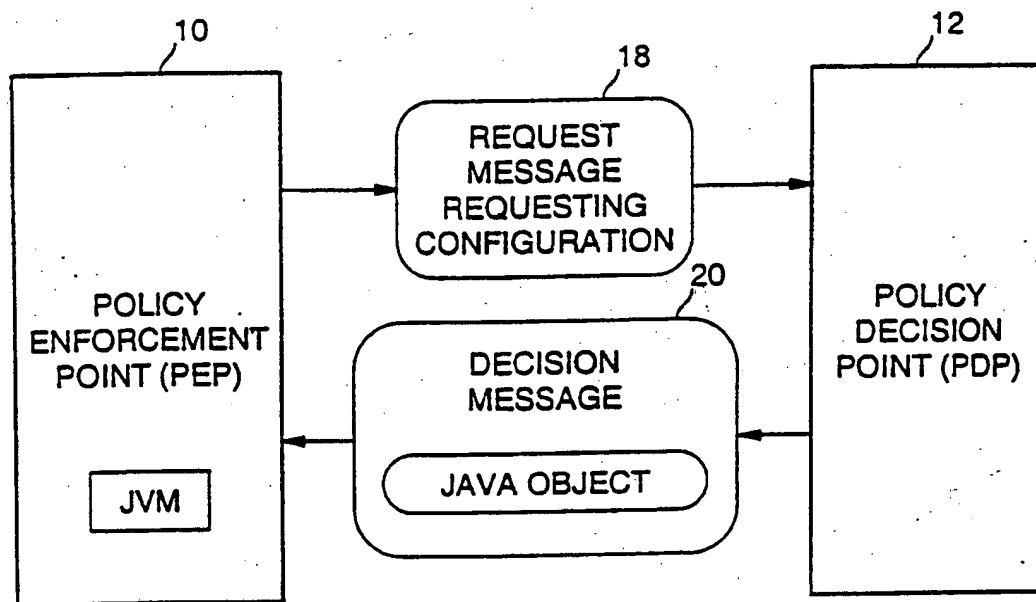 10
12
18
REQUEST
MESSAGE
REQUESTING
CONFIGURATION
20
POLICY
ENFORCEMENT
POINT (PEP)
DECISION
MESSAGE
POLICY
DECISION
POINT (PDP)
JAVA OBJECT
JVM